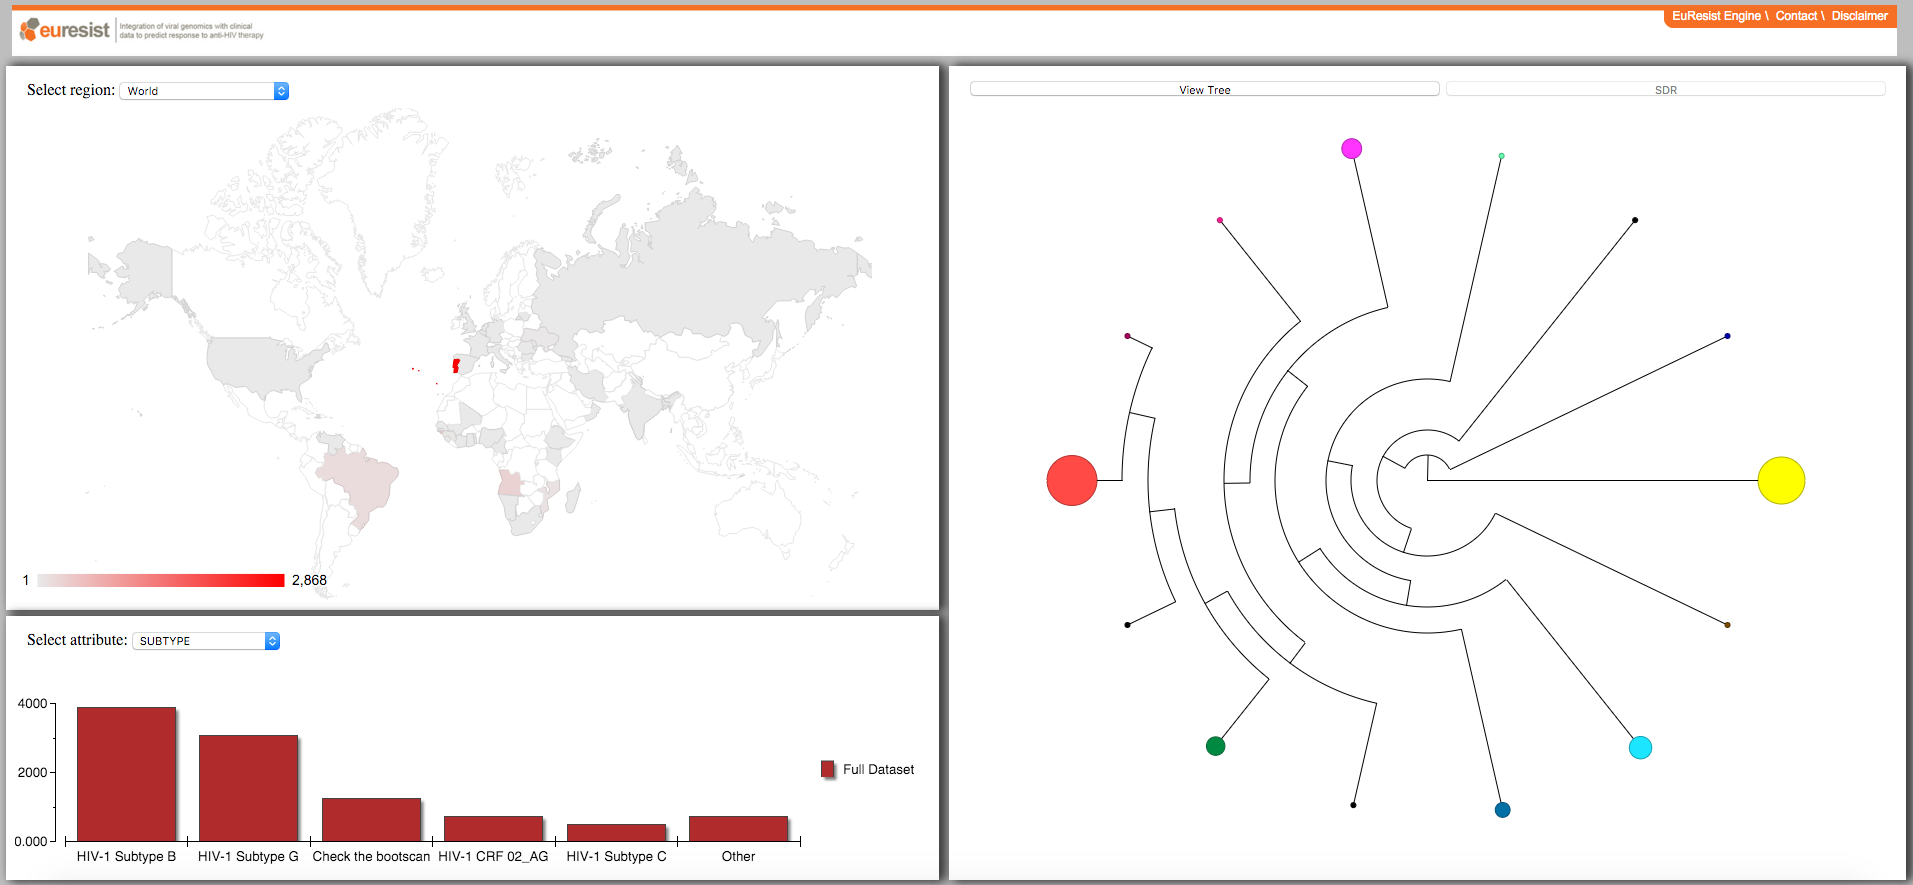 euresist
Integration of viral genomics with clinical
data to predict response to anti-HIV therapy
EuResist Engine \ Contact \ Disclaimer
Select region: World
1
2,868
View Tree
SDR
Select attribute: SUBTYPE
4000
2000
0.000
HIV-1 Subtype B
HIV-1 Subtype G
Check the bootscan
HIV-1 CRF 02_AG
HIV-1 Subtype C
Other
Full Dataset